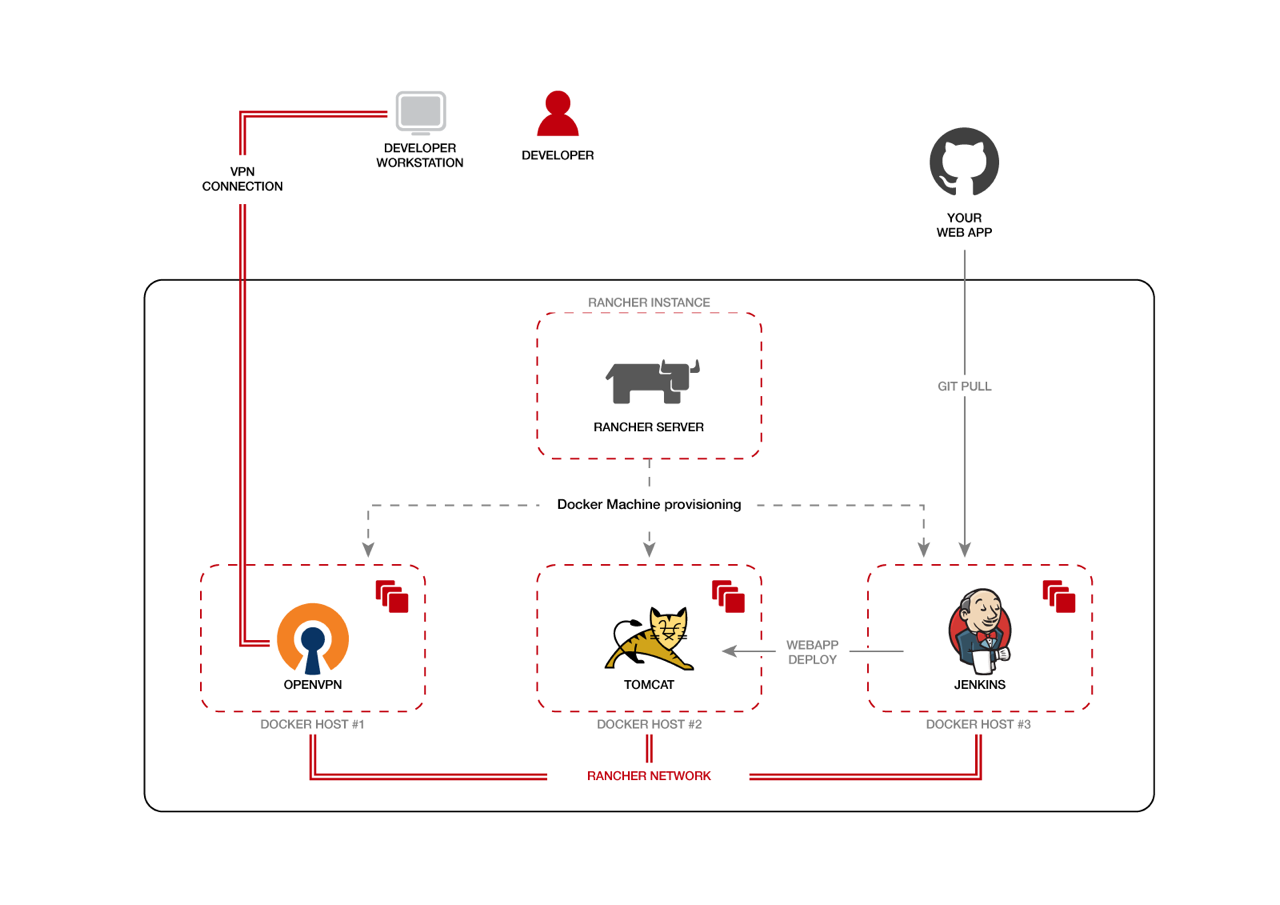 DEVELOPER
WORKSTATION
DEVELOPER
VPN
CONNECTION
YOUR
WEB APP
RANCHER INSTANCE
RANCHER SERVER
GIT PULL
Docker Machine provisioning
OPENVPN
TOMCAT
WEBAPP
DEPLOY
JENKINS
DOCKER HOST #1
DOCKER HOST #2
DOCKER HOST #3
RANCHER NETWORK